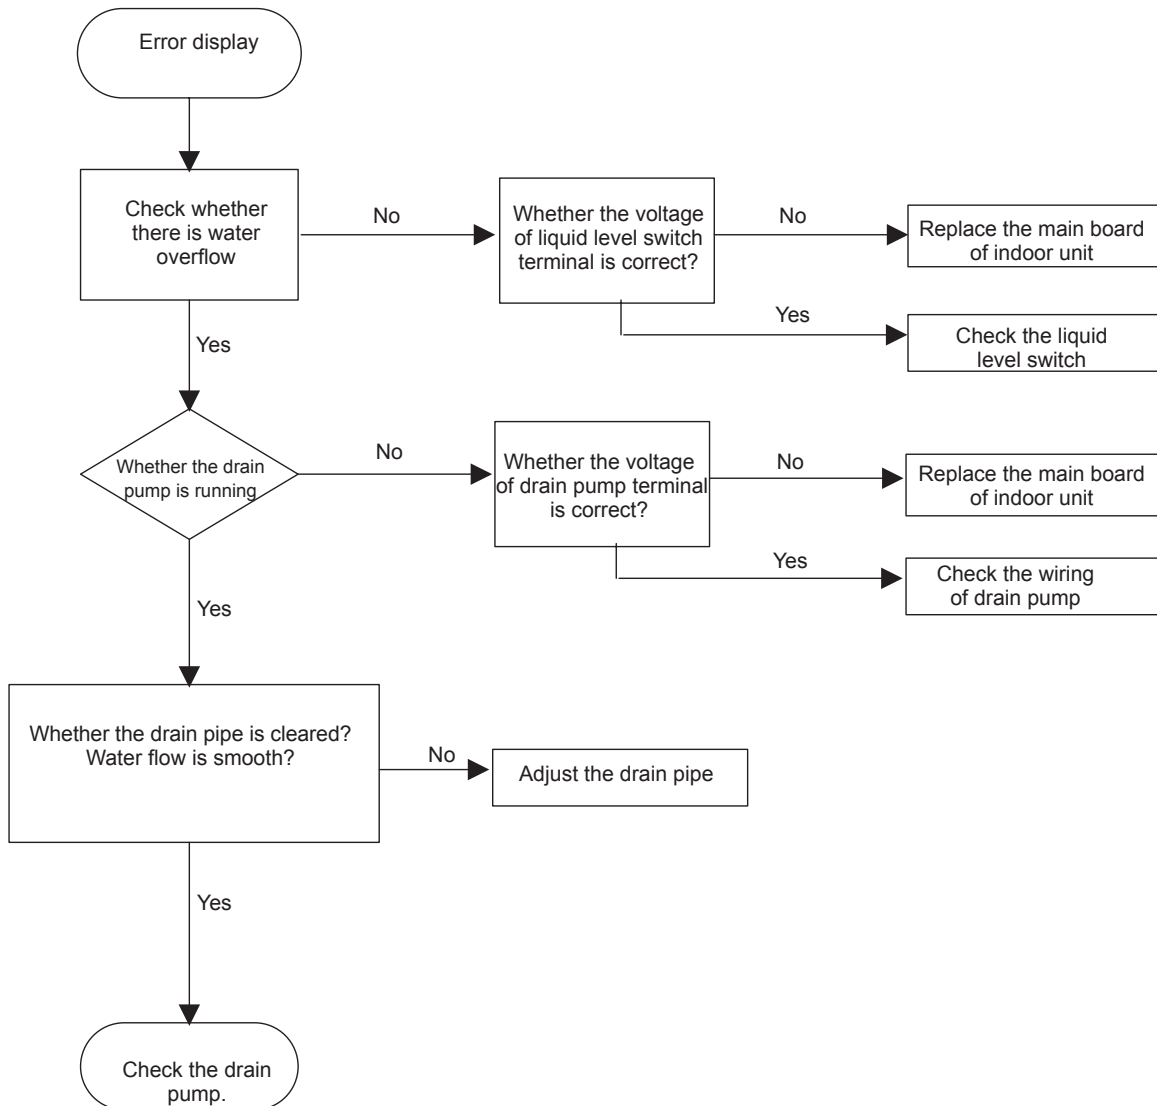 Error display
Check whether
there is water
overflow
No
Whether the voltage
of liquid level switch
terminal is correct?
No
Replace the main board
of indoor unit
Yes
Check the liquid
level switch
Yes
Whether the drain
pump is running
No
Whether the voltage
of drain pump terminal
is correct?
No
Replace the main board
of indoor unit
Yes
Check the wiring
of drain pump
Yes
Whether the drain pipe is cleared?
Water flow is smooth?
No
Adjust the drain pipe
Yes
Check the drain
pump.